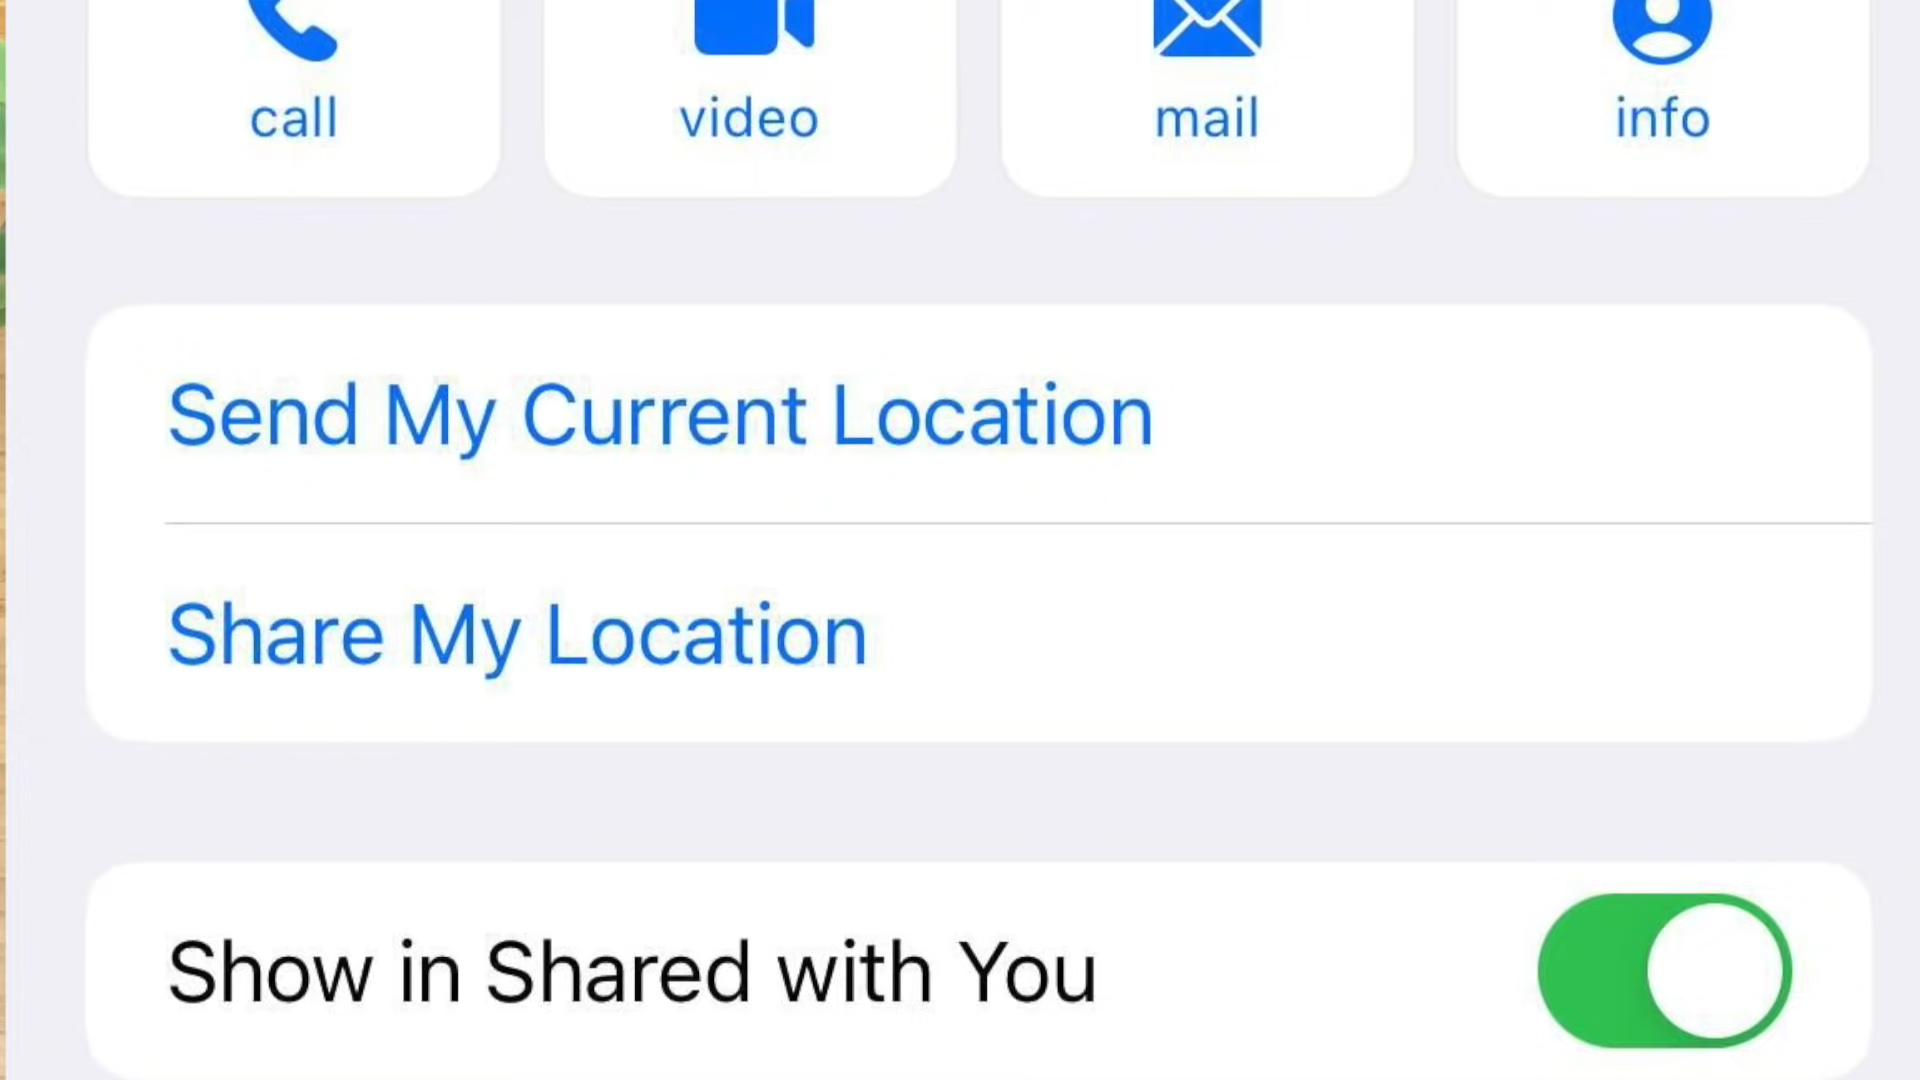 call video mail info
Send My Current Location
Share My Location
Show in Shared with You